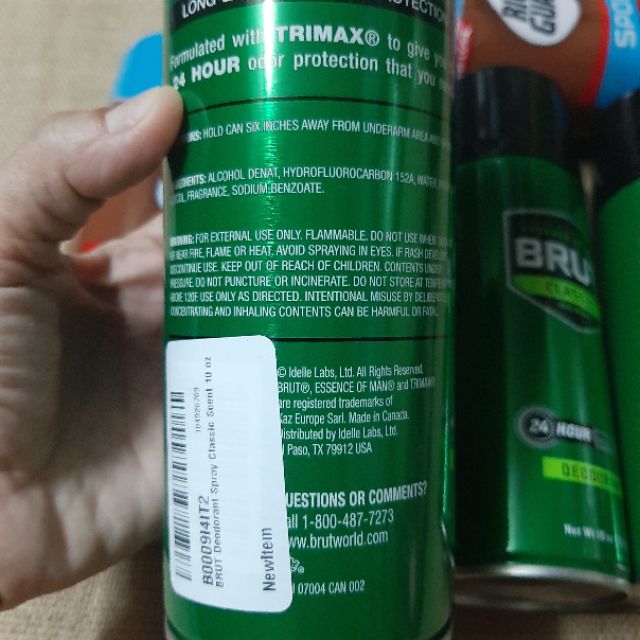 Formulated with TRIMAX® to give
24 HOUR odor protection that you
HOLD CAN SIX INCHES AWAY FROM UNDERARM AREA AND
ALCOHOL DENAT, HYDROFLUOROCARBON 152A, WATER,
FRAGRANCE, SODIUM BENZOATE.
WARNING: FOR EXTERNAL USE ONLY. FLAMMABLE. DO NOT USE WHEN
OR NEAR FIRE, FLAME OR HEAT. AVOID SPRAYING IN EYES. IF RASH DEVELOPS
DISCONTINUE USE. KEEP OUT OF REACH OF CHILDREN. CONTENTS UNDER
PRESSURE. DO NOT PUNCTURE OR INCINERATE. DO NOT STORE AT
ABOVE 120F. USE ONLY AS DIRECTED. INTENTIONAL MISUSE BY
CONCENTRATING AND INHALING CONTENTS CAN BE HARMFUL OR FATAL.
© Idelle Labs, Ltd. All Rights Reserved.
BRUT®, ESSENCE OF MAN® and TRIMAX®
are registered trademarks of
Kaz Europe Sarl. Made in Canada.
Distributed by Idelle Labs, Ltd.
Paso, TX 79912 USA
QUESTIONS OR COMMENTS?
1-800-487-7273
www.brutworld.com
07004 CAN 002
B0009I4IT2
BRUT Deodorant Spray Classic Scent 10 oz
NewItem
BRUT
24 HOUR
Net Wt